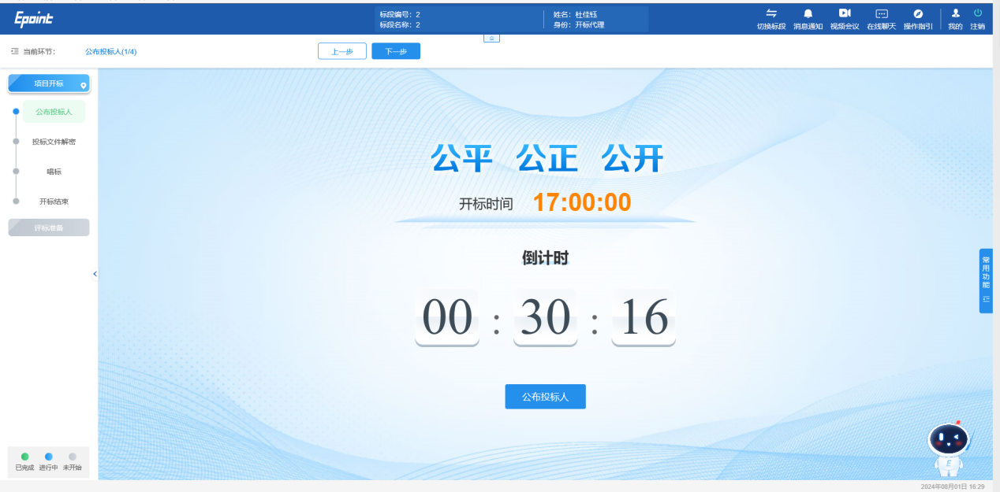 Epoint
标段编号：2
标段名称：2
姓名：杜佳钰
身份：开标代理
切换标段 消息通知 视频会议 在线聊天 操作指引 我的 注销
当前环节： 公布投标人(1/4) 上一步 下一步
项目开标
公布投标人
投标文件解密
唱标
开标结束
评标准备
公平 公正 公开
开标时间 17:00:00
倒计时
00 : 30 : 16
公布投标人
常用功能
E
已完成 进行中 未开始
2024年08月01日 16:29